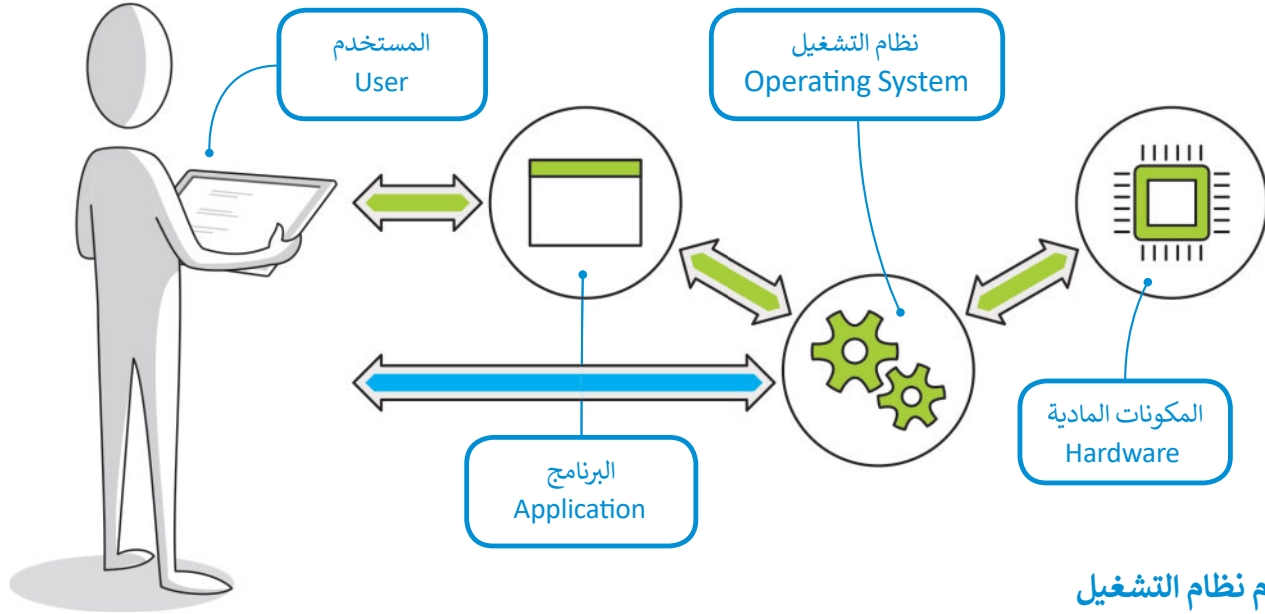 المستخدم
User
نظام التشغيل
Operating System
المكونات المادية
Hardware
البرنامج
Application
م نظام التشغيل